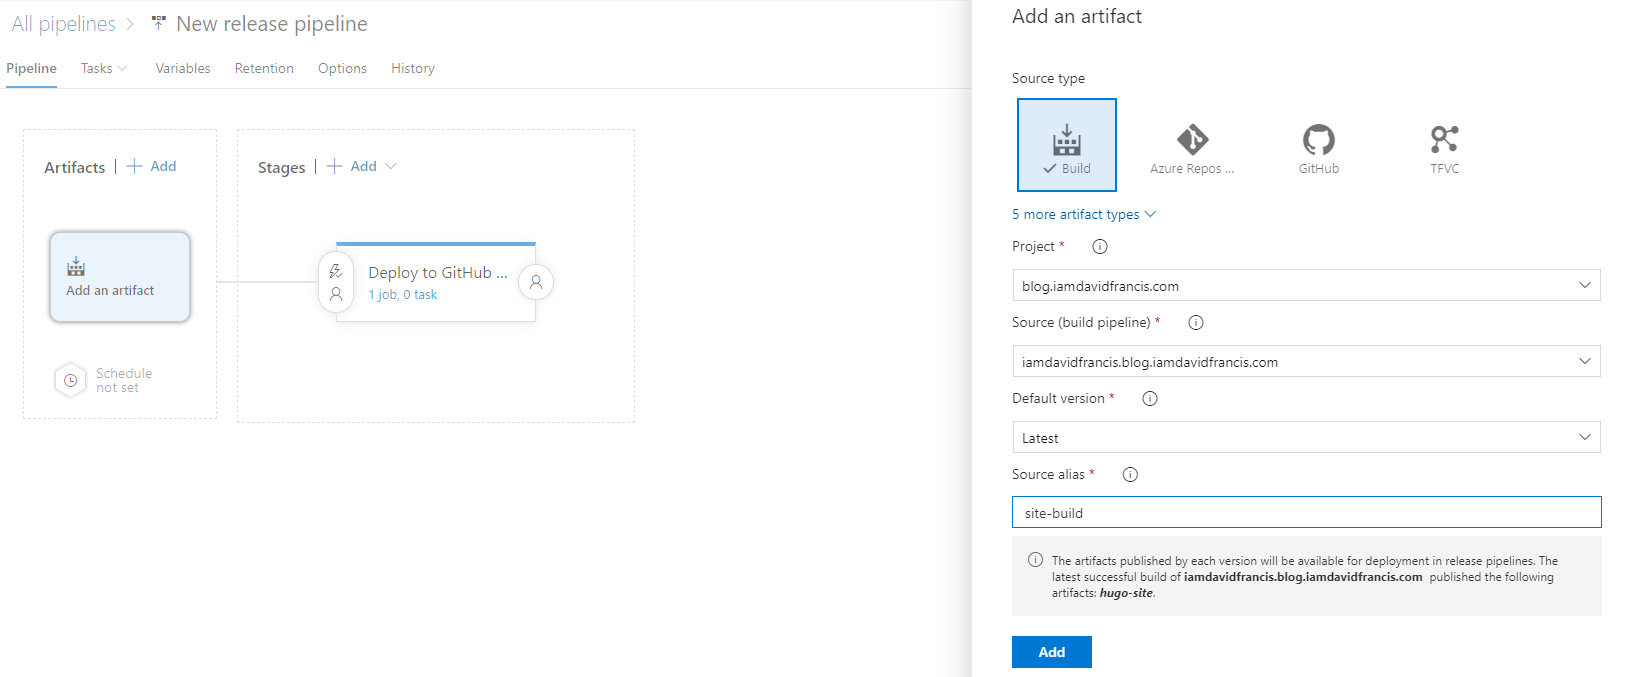 All pipelines > New release pipeline
Pipeline Tasks Variables Retention Options History
Artifacts | + Add
Add an artifact
Schedule
not set
Stages | + Add
Deploy to GitHub ...
1 job, 0 task
Add an artifact
Source type
Build
Azure Repos ...
GitHub
TFVC
5 more artifact types
Project *
blog.iamdavidfrancis.com
Source (build pipeline) *
iamdavidfrancis.blog.iamdavidfrancis.com
Default version *
Latest
Source alias *
site-build
The artifacts published by each version will be available for deployment in release pipelines. The
latest successful build of iamdavidfrancis.blog.iamdavidfrancis.com published the following
artifacts: hugo-site.
Add